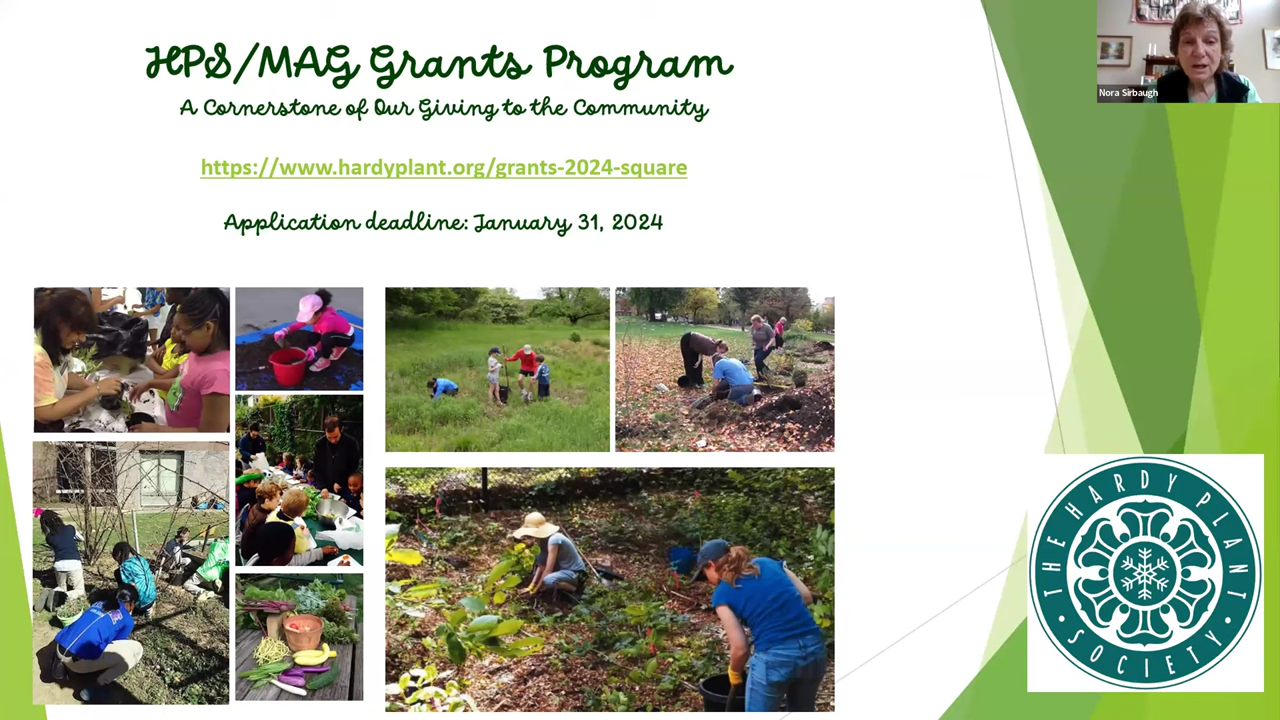 HPS/MAG Grants Program
A Cornerstone of Our Giving to the Community
https://www.hardyplant.org/grants-2024-square
Application deadline: January 31, 2024
Nora Sirbaugh
THE HARDY PLANT
• SOCIETY •